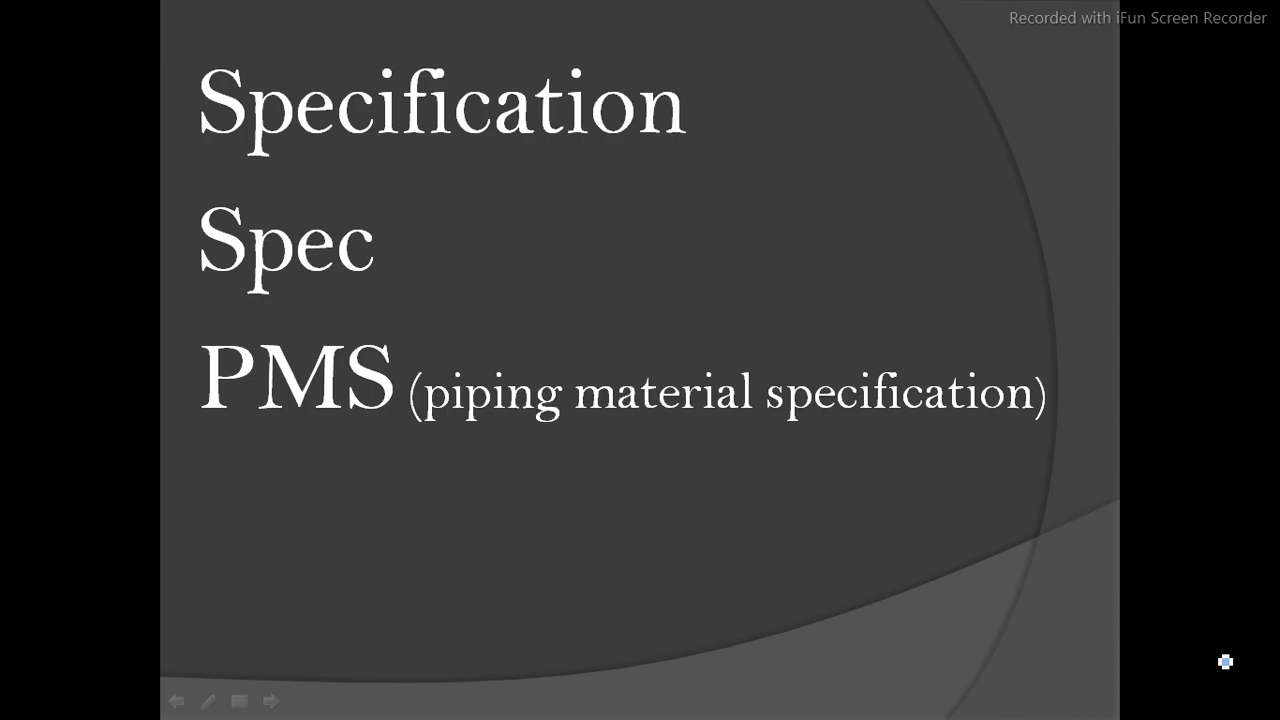 Recorded with iFun Screen Recorder
Specification
Spec
PMS (piping material specification)